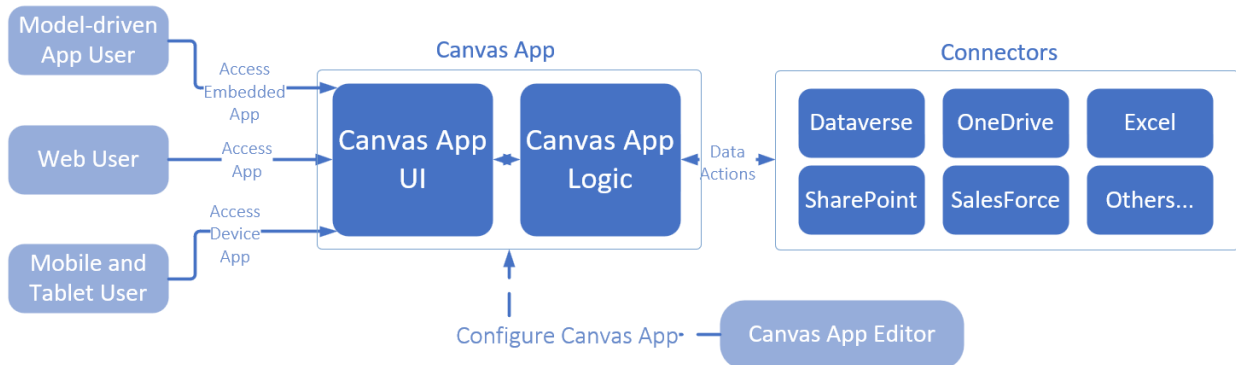 Model-driven
App User
Access
Embedded
App
Web User
Access
App
Mobile and
Tablet User
Access
Device
App
Canvas App
Canvas App
UI
Canvas App
Logic
Data
Actions
Connectors
Dataverse
OneDrive
Excel
SharePoint
SalesForce
Others...
Configure Canvas App
Canvas App Editor